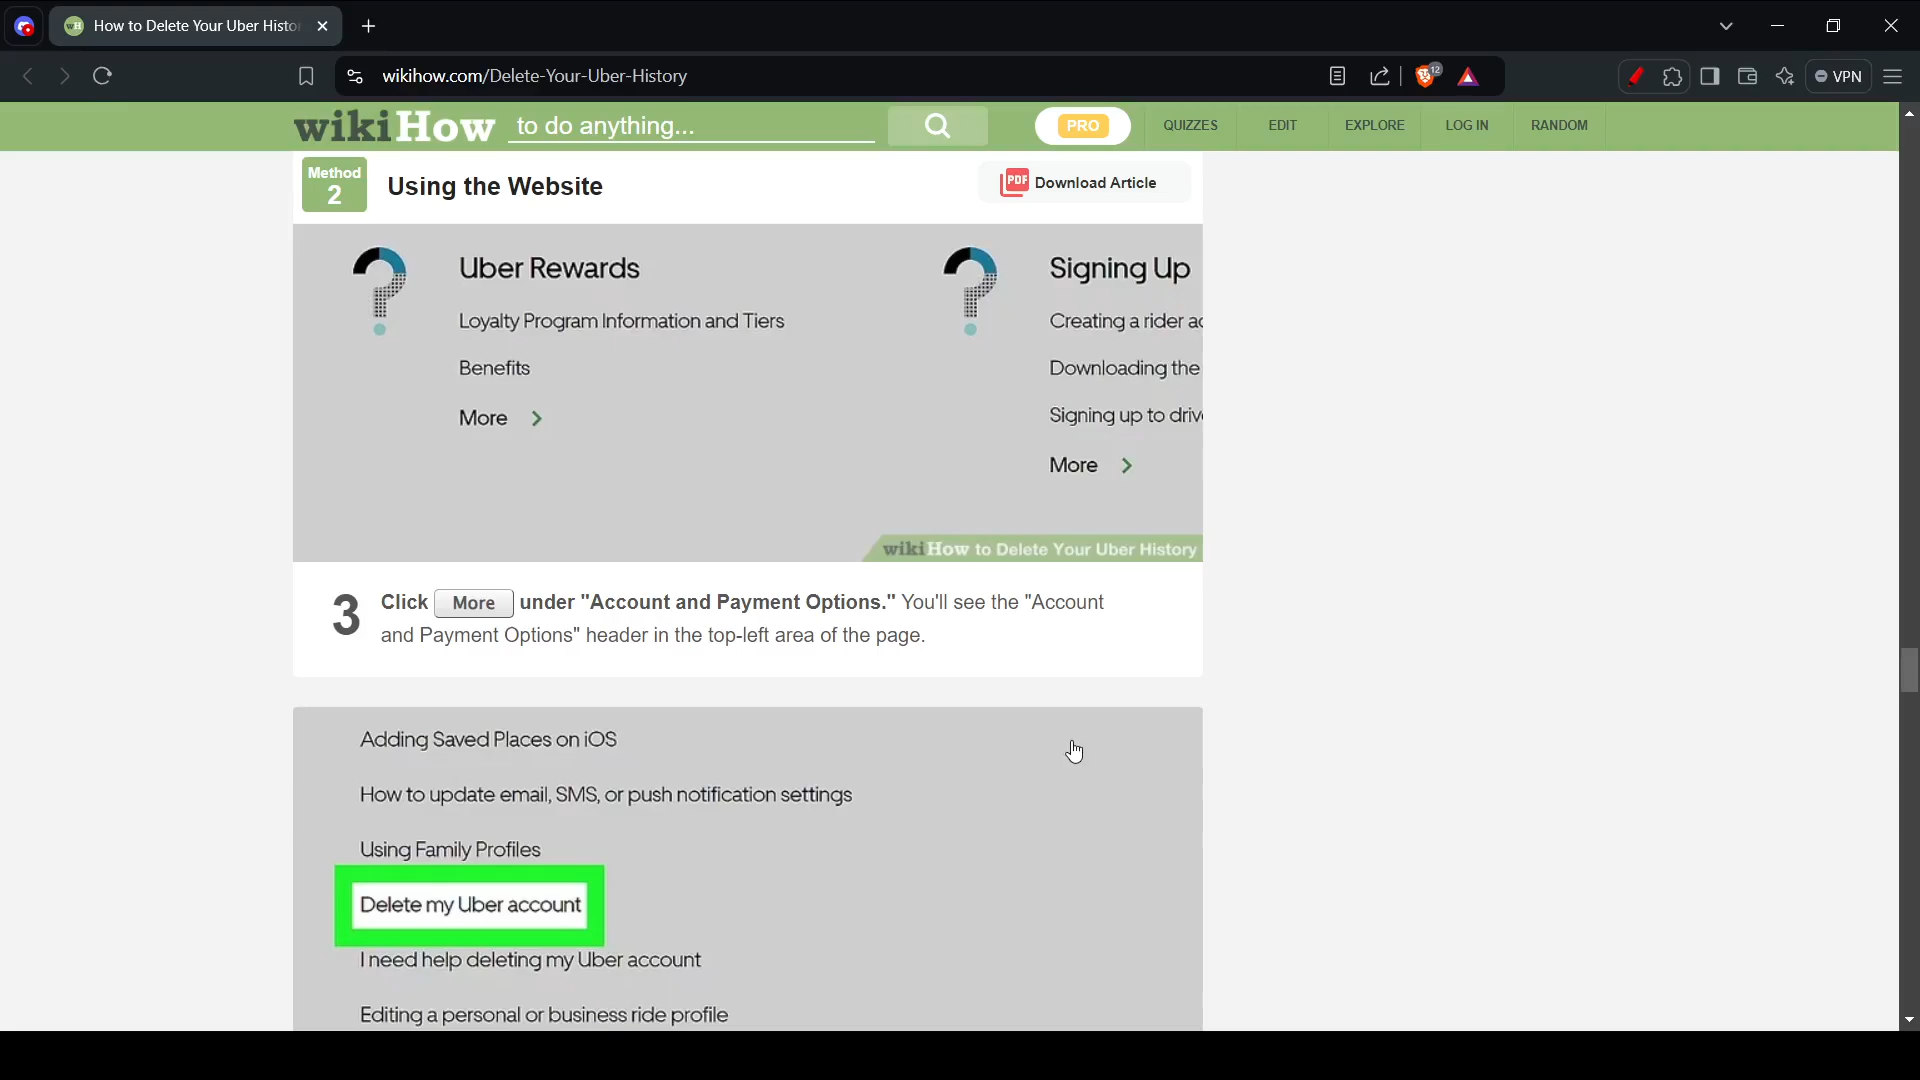 How to Delete Your Uber Histo
wikihow.com/Delete-Your-Uber-History
12
VPN
wikiHow to do anything...
PRO
QUIZZES
EDIT
EXPLORE
LOG IN
RANDOM
Method
2
Using the Website
PDF Download Article
Uber Rewards
Loyalty Program Information and Tiers
Benefits
More
Signing Up
Creating a rider ac
Downloading the
Signing up to driv
More
wikiHow to Delete Your Uber History
3
Click More under "Account and Payment Options." You'll see the "Account
and Payment Options" header in the top-left area of the page.
Adding Saved Places on iOS
How to update email, SMS, or push notification settings
Using Family Profiles
Delete my Uber account
I need help deleting my Uber account
Editing a personal or business ride profile